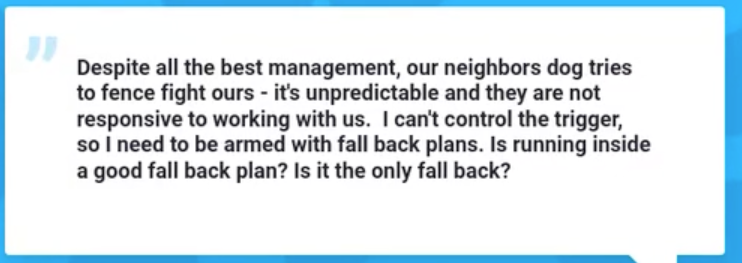 Despite all the best management, our neighbors dog tries
to fence fight ours - it's unpredictable and they are not
responsive to working with us.  I can't control the trigger,
so I need to be armed with fall back plans. Is running inside
a good fall back plan? Is it the only fall back?